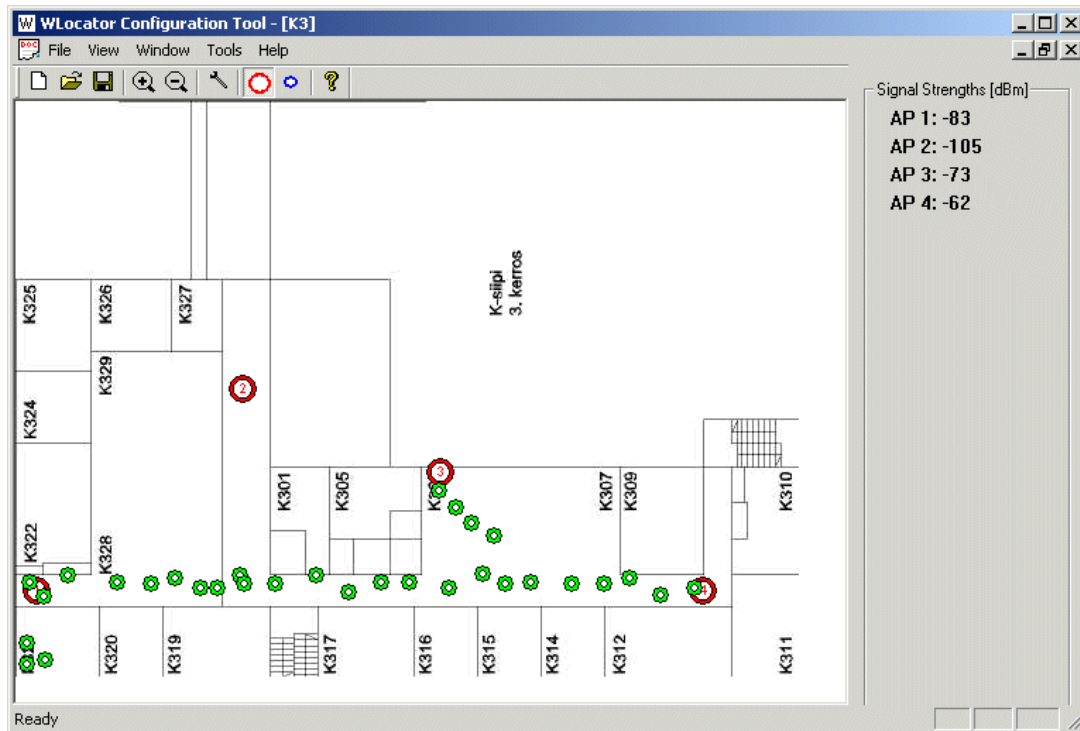 WLocator Configuration Tool - [K3]
File View Window Tools Help
Signal Strengths [dBm]
AP 1: -83
AP 2: -105
AP 3: -73
AP 4: -62
K-siipi
3. kerros
K325
K326
K327
K329
K324
2
3
K301
K305
K307
K309
K310
K322
K328
4
K320
K319
K317
K316
K315
K314
K312
K311
Ready